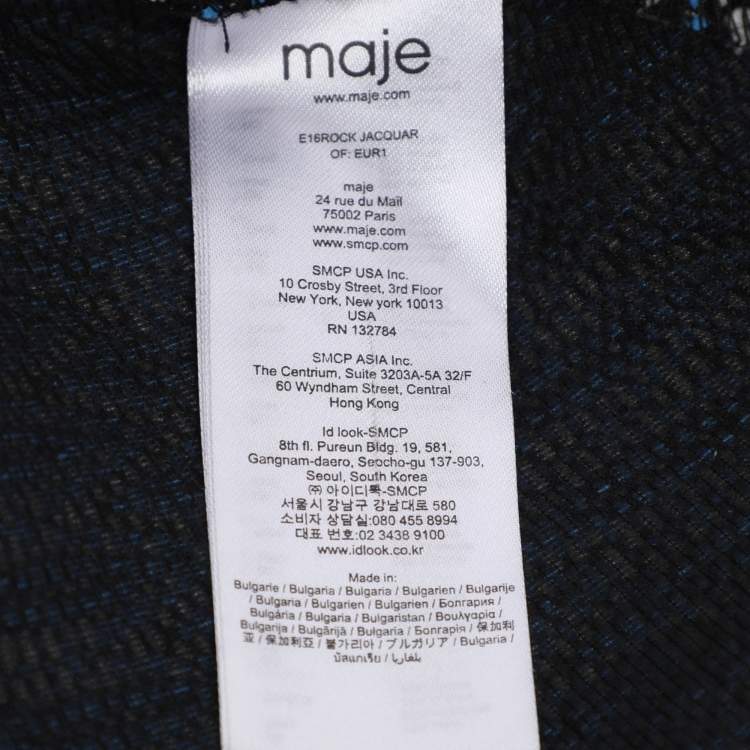 maje
www.maje.com
E16ROCK JACQUAR
OF: EUR1
maje
24 rue du Mail
75002 Paris
www.maje.com
www.smcp.com
SMCP USA Inc.
10 Crosby Street, 3rd Floor
New York, New york 10013
USA
RN 132784
SMCP ASIA Inc.
The Centrium, Suite 3203A-5A 32/F
60 Wyndham Street, Central
Hong Kong
Id look-SMCP
8th fl. Pureun Bldg. 19, 581,
Gangnam-daero, Seocho-gu 137-903,
Seoul, South Korea
㈜ 아이디룩-SMCP
서울시 강남구 강남대로 580
소비자 상담실:080 455 8994
대표 번호:02 3438 9100
www.idlook.co.kr
Made in:
Bulgarie / Bulgaria / Bulgaria / Bulgarien / Bulgarije
/ Bulgaria / Bulgarien / Bulgarien / Болгария /
Bulgária / Bulgaria / Bulgaristan / Βουλγαρία /
Bulgarija / Bulgārijā / Bułgaria / Болгарія / 保加利
亚 / 保加利亞 / 불가리아 / ブルガリア / Bulgaria /
บัลแกเรีย / بلغاريا